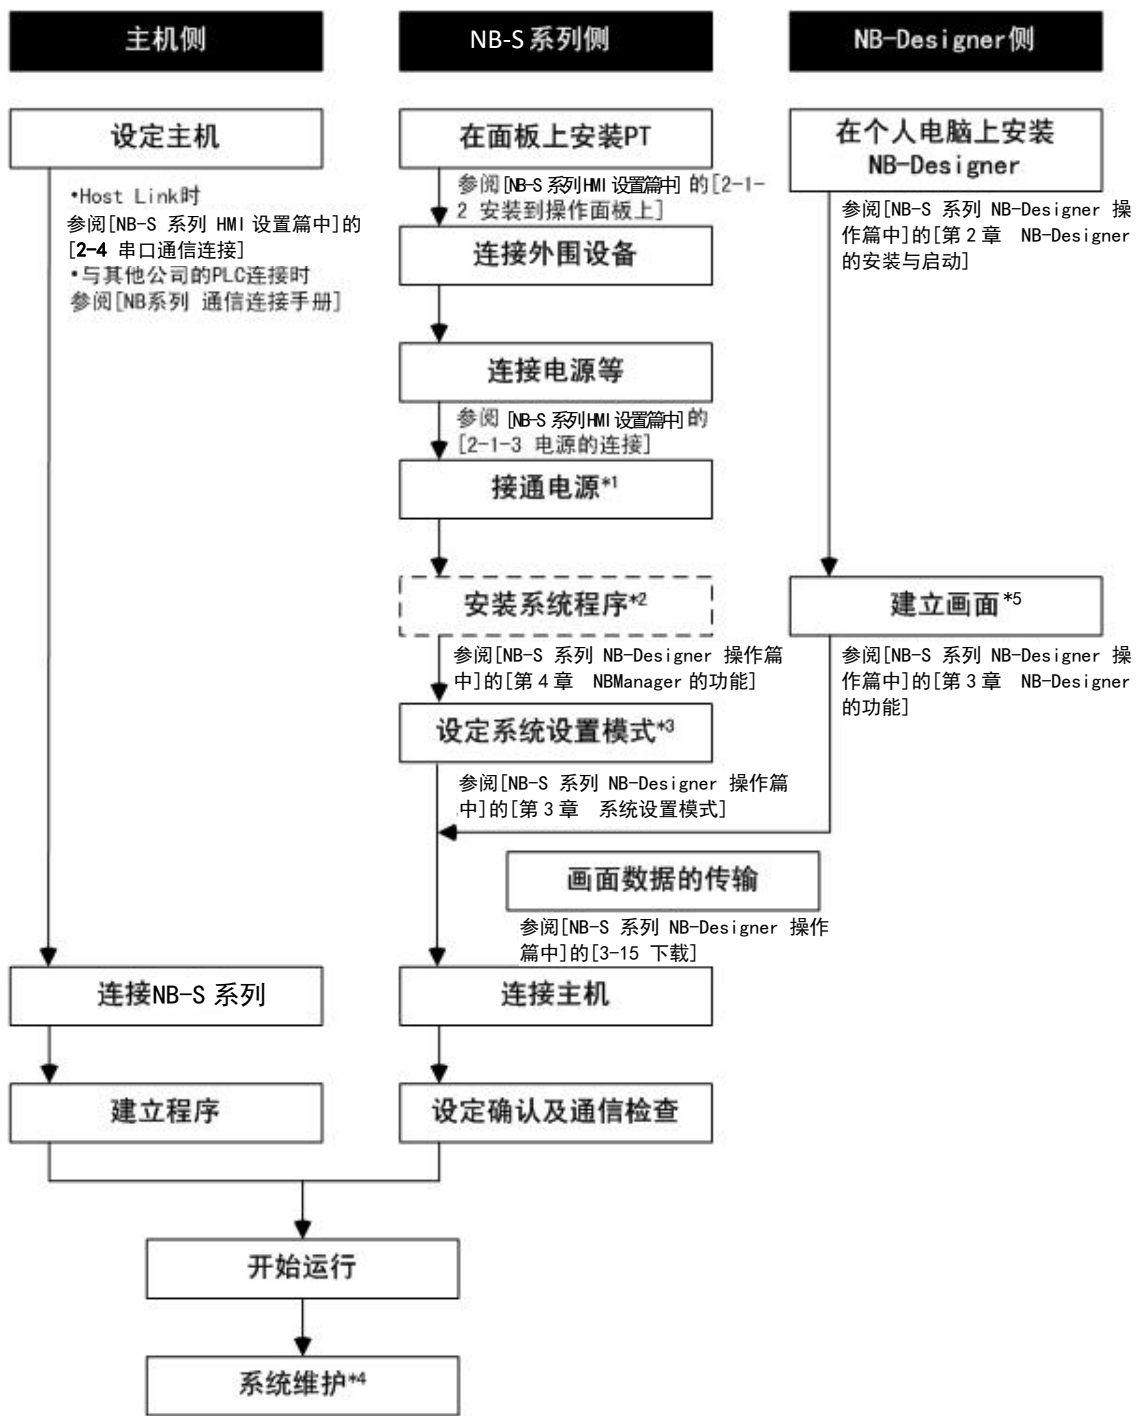 主机侧
NB-S 系列侧
NB-Designer侧
设定主机
在面板上安装PT
在个人电脑上安装
NB-Designer
•Host Link时
参阅[NB-S 系列 HMI 设置篇中]的
[2-4 串口通信连接]
•与其他公司的PLC连接时
参阅[NB系列 通信连接手册]
参阅[NB-S 系列HMI 设置篇中] 的[2-1-
2 安装到操作面板上]
参阅[NB-S 系列 NB-Designer 操
作篇中]的[第 2 章 NB-Designer
的安装与启动]
连接外围设备
连接电源等
参阅 [NB-S 系列HMI 设置篇中]的
[2-1-3 电源的连接]
接通电源*1
安装系统程序*2
建立画面*5
参阅[NB-S 系列 NB-Designer 操作篇
中]的[第 4 章 NBManager 的功能]
参阅[NB-S 系列 NB-Designer 操
作篇中]的[第 3 章 NB-Designer
的功能]
设定系统设置模式*3
参阅[NB-S 系列 NB-Designer 操作篇
中]的[第 3 章 系统设置模式]
画面数据的传输
参阅[NB-S 系列 NB-Designer 操作
篇中]的[3-15 下载]
连接NB-S 系列
连接主机
建立程序
设定确认及通信检查
开始运行
系统维护*4